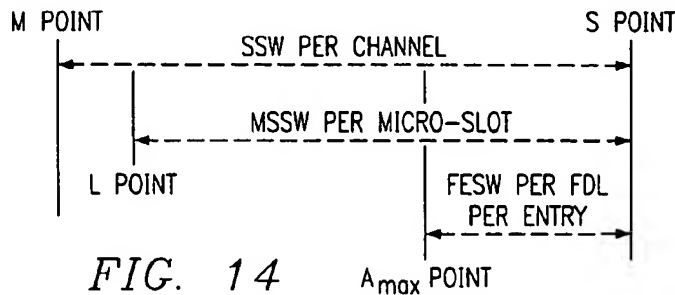 M POINT
S POINT
SSW PER CHANNEL
MSSW PER MICRO-SLOT
L POINT
FESW PER FDL
PER ENTRY
FIG. 14
Amax POINT